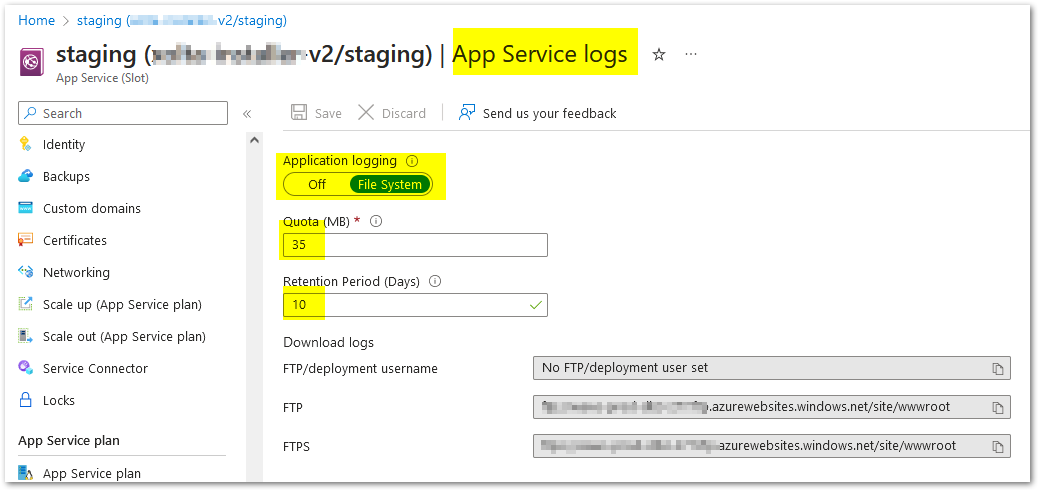 Home > staging ( -v2/staging)
staging ( -v2/staging) | App Service logs
App Service (Slot)
Search
Save
Discard
Send us your feedback
Identity
Backups
Custom domains
Certificates
Networking
Scale up (App Service plan)
Scale out (App Service plan)
Service Connector
Locks
App Service plan
App Service plan
Application logging
Off
File System
Quota (MB) *
35
Retention Period (Days)
10
Download logs
FTP/deployment username
No FTP/deployment user set
FTP
.azurewebsites.windows.net/site/wwwroot
FTPS
.azurewebsites.windows.net/site/wwwroot